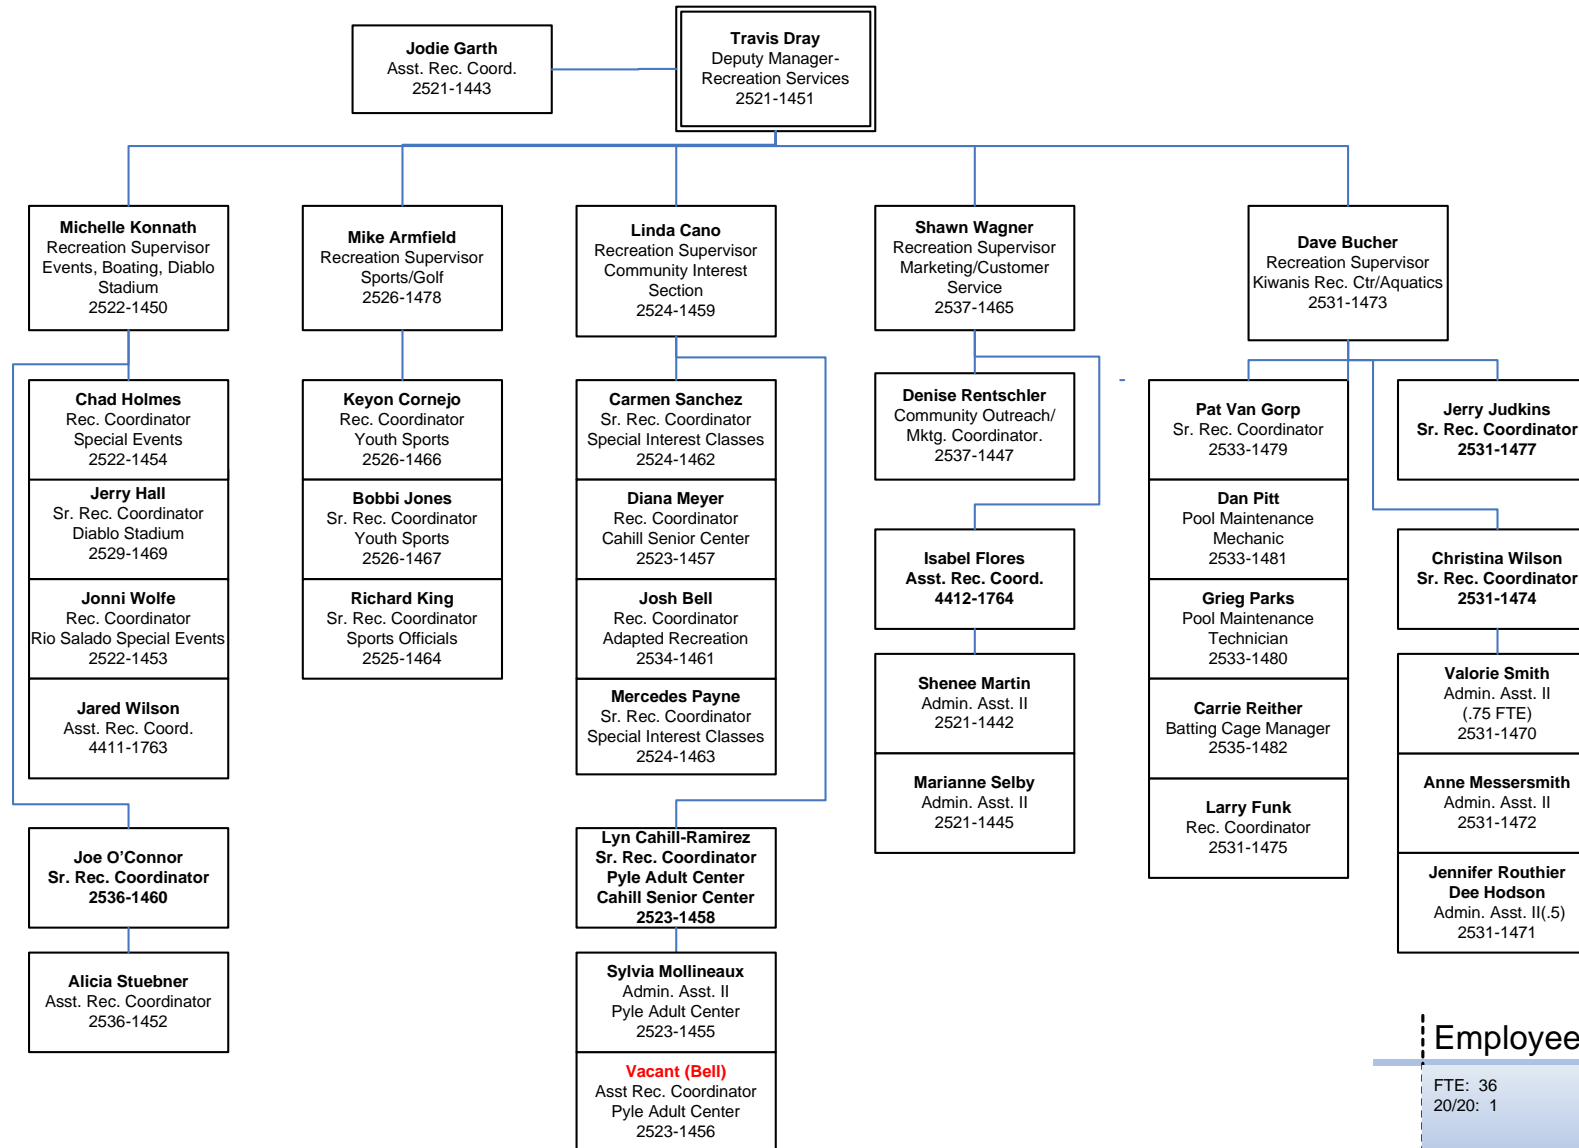 Jodie Garth
Asst. Rec. Coord.
2521-1443
Travis Dray
Deputy Manager-
Recreation Services
2521-1451
Michelle Konnath
Recreation Supervisor
Events, Boating, Diablo
Stadium
2522-1450
Mike Armfield
Recreation Supervisor
Sports/Golf
2526-1478
Linda Cano
Recreation Supervisor
Community Interest
Section
2524-1459
Shawn Wagner
Recreation Supervisor
Marketing/Customer
Service
2537-1465
Dave Bucher
Recreation Supervisor
Kiwanis Rec. Ctr/Aquatics
2531-1473
Chad Holmes
Rec. Coordinator
Special Events
2522-1454
Jerry Hall
Sr. Rec. Coordinator
Diablo Stadium
2529-1469
Jonni Wolfe
Rec. Coordinator
Rio Salado Special Events
2522-1453
Jared Wilson
Asst. Rec. Coord.
4411-1763
Joe O’Connor
Sr. Rec. Coordinator
2536-1460
Alicia Stuebner
Asst. Rec. Coordinator
2536-1452
Keyon Cornejo
Rec. Coordinator
Youth Sports
2526-1466
Bobbi Jones
Sr. Rec. Coordinator
Youth Sports
2526-1467
Richard King
Sr. Rec. Coordinator
Sports Officials
2525-1464
Carmen Sanchez
Sr. Rec. Coordinator
Special Interest Classes
2524-1462
Diana Meyer
Rec. Coordinator
Cahill Senior Center
2523-1457
Josh Bell
Rec. Coordinator
Adapted Recreation
2534-1461
Mercedes Payne
Sr. Rec. Coordinator
Special Interest Classes
2524-1463
Lyn Cahill-Ramirez
Sr. Rec. Coordinator
Pyle Adult Center
Cahill Senior Center
2523-1458
Sylvia Mollineaux
Admin. Asst. II
Pyle Adult Center
2523-1455
Vacant (Bell)
Asst Rec. Coordinator
Pyle Adult Center
2523-1456
Denise Rentschler
Community Outreach/
Mktg. Coordinator.
2537-1447
Isabel Flores
Asst. Rec. Coord.
4412-1764
Shenee Martin
Admin. Asst. II
2521-1442
Marianne Selby
Admin. Asst. II
2521-1445
Pat Van Gorp
Sr. Rec. Coordinator
2533-1479
Dan Pitt
Pool Maintenance
Mechanic
2533-1481
Grieg Parks
Pool Maintenance
Technician
2533-1480
Carrie Reither
Batting Cage Manager
2535-1482
Larry Funk
Rec. Coordinator
2531-1475
Jerry Judkins
Sr. Rec. Coordinator
2531-1477
Christina Wilson
Sr. Rec. Coordinator
2531-1474
Valorie Smith
Admin. Asst. II
(.75 FTE)
2531-1470
Anne Messersmith
Admin. Asst. II
2531-1472
Jennifer Routhier
Dee Hodson
Admin. Asst. II(.5)
2531-1471
Employee
FTE: 36
20/20: 1